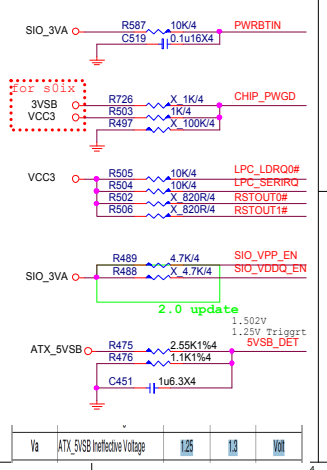 SIO_3VA R587 10K/4 PWRBTIN
C519 0.1u16X4
for s0ix
3VSB R726 X_1K/4 CHIP_PWGD
VCC3 R503 1K/4
R497 X_100K/4
VCC3 R505 10K/4 LPC_LDRQ0#
R504 10K/4 LPC_SERIRQ
R502 X_820R/4 RSTOUT0#
R506 X_820R/4 RSTOUT1#
R489 4.7K/4 SIO_VPP_EN
SIO_3VA R488 X_4.7K/4 SIO_VDDQ_EN
2.0 update
1.502V
1.25V Triggrt
ATX_5VSB R475 2.55K1%4 5VSB_DET
R476 1.1K1%4
C451 1u6.3X4
Va ATX_5VSB Ineffective Voltage 1.25 1.3 Volt